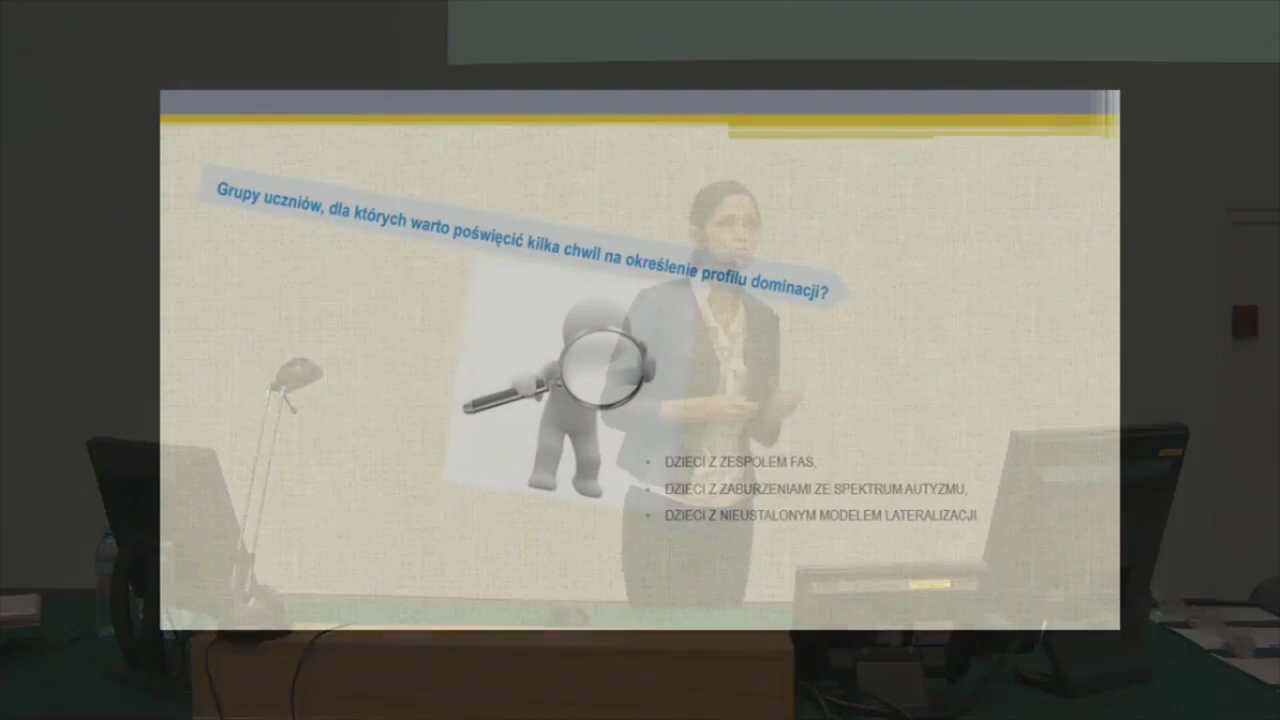 Grupy uczniów, dla których warto poświęcić kilka chwil na określenie profilu dominacji?
DZIECI Z ZESPOŁEM FAS,
DZIECI Z ZABURZENIAMI ZE SPEKTRUM AUTYZMU,
DZIECI Z NIEUSTALONYM MODELEM LATERALIZACJI